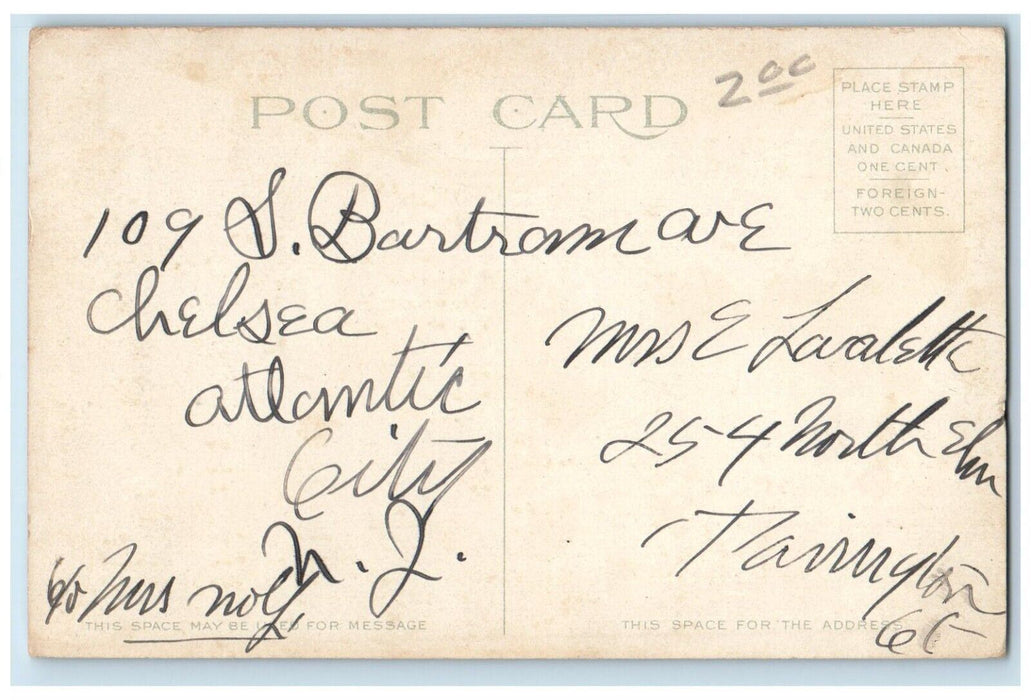 POST CARD
2 00
PLACE STAMP
HERE
UNITED STATES
AND CANADA
ONE CENT.
FOREIGN-
TWO CENTS.
109 S. Bartram Ave
Chelsea
Atlantic
City
N. J.
c/o Mrs
THIS SPACE MAY BE USED FOR MESSAGE
Mrs E Lavalette
254 North Elm
Torrington
Ct
THIS SPACE FOR THE ADDRESS